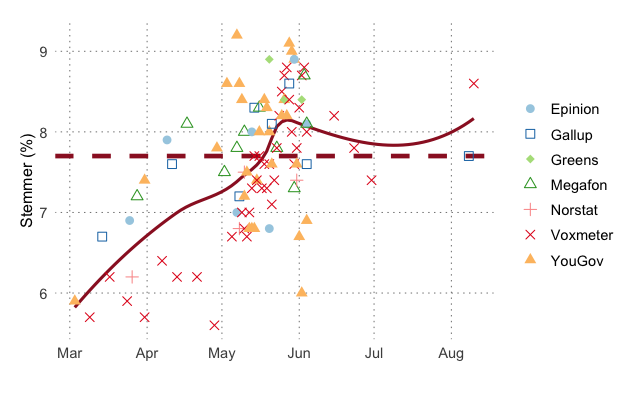 Stemmer (%)
9
8
7
6
Mar Apr May Jun Jul Aug
Epinion
Gallup
Greens
Megafon
Norstat
Voxmeter
YouGov